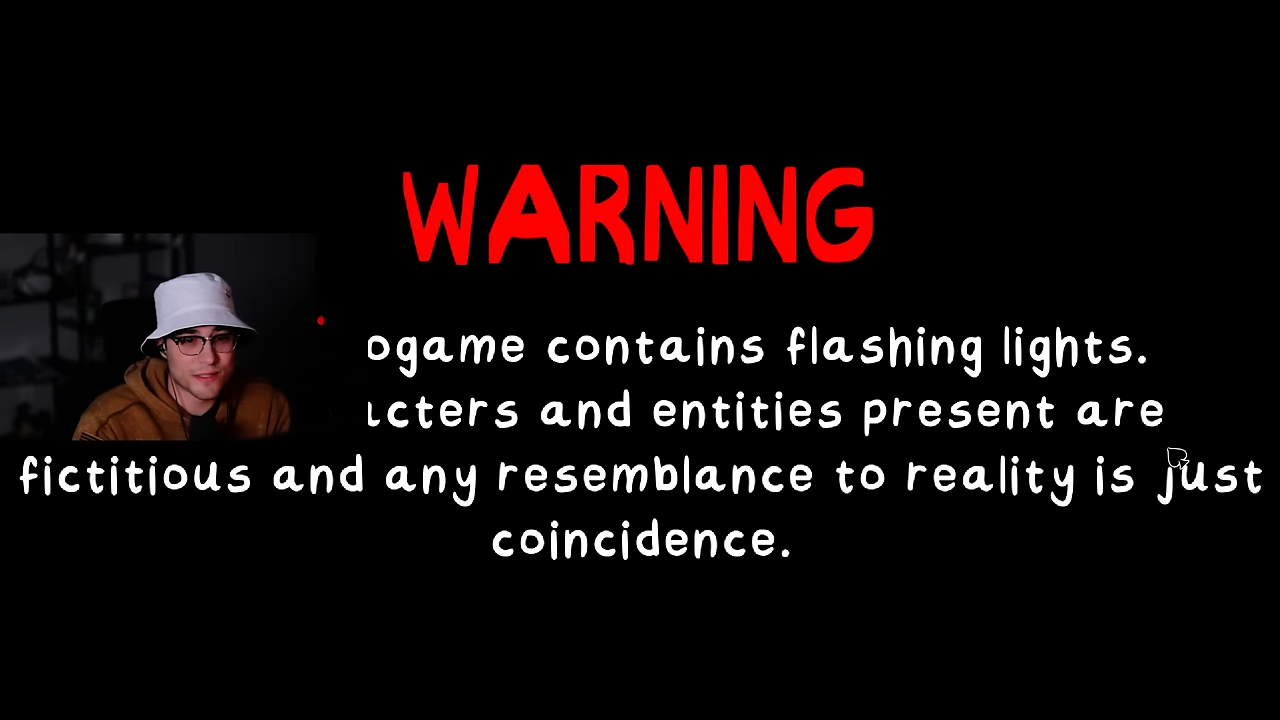 WARNING
ogame contains flashing lights.
cters and entities present are
fictitious and any resemblance to reality is just
coincidence.